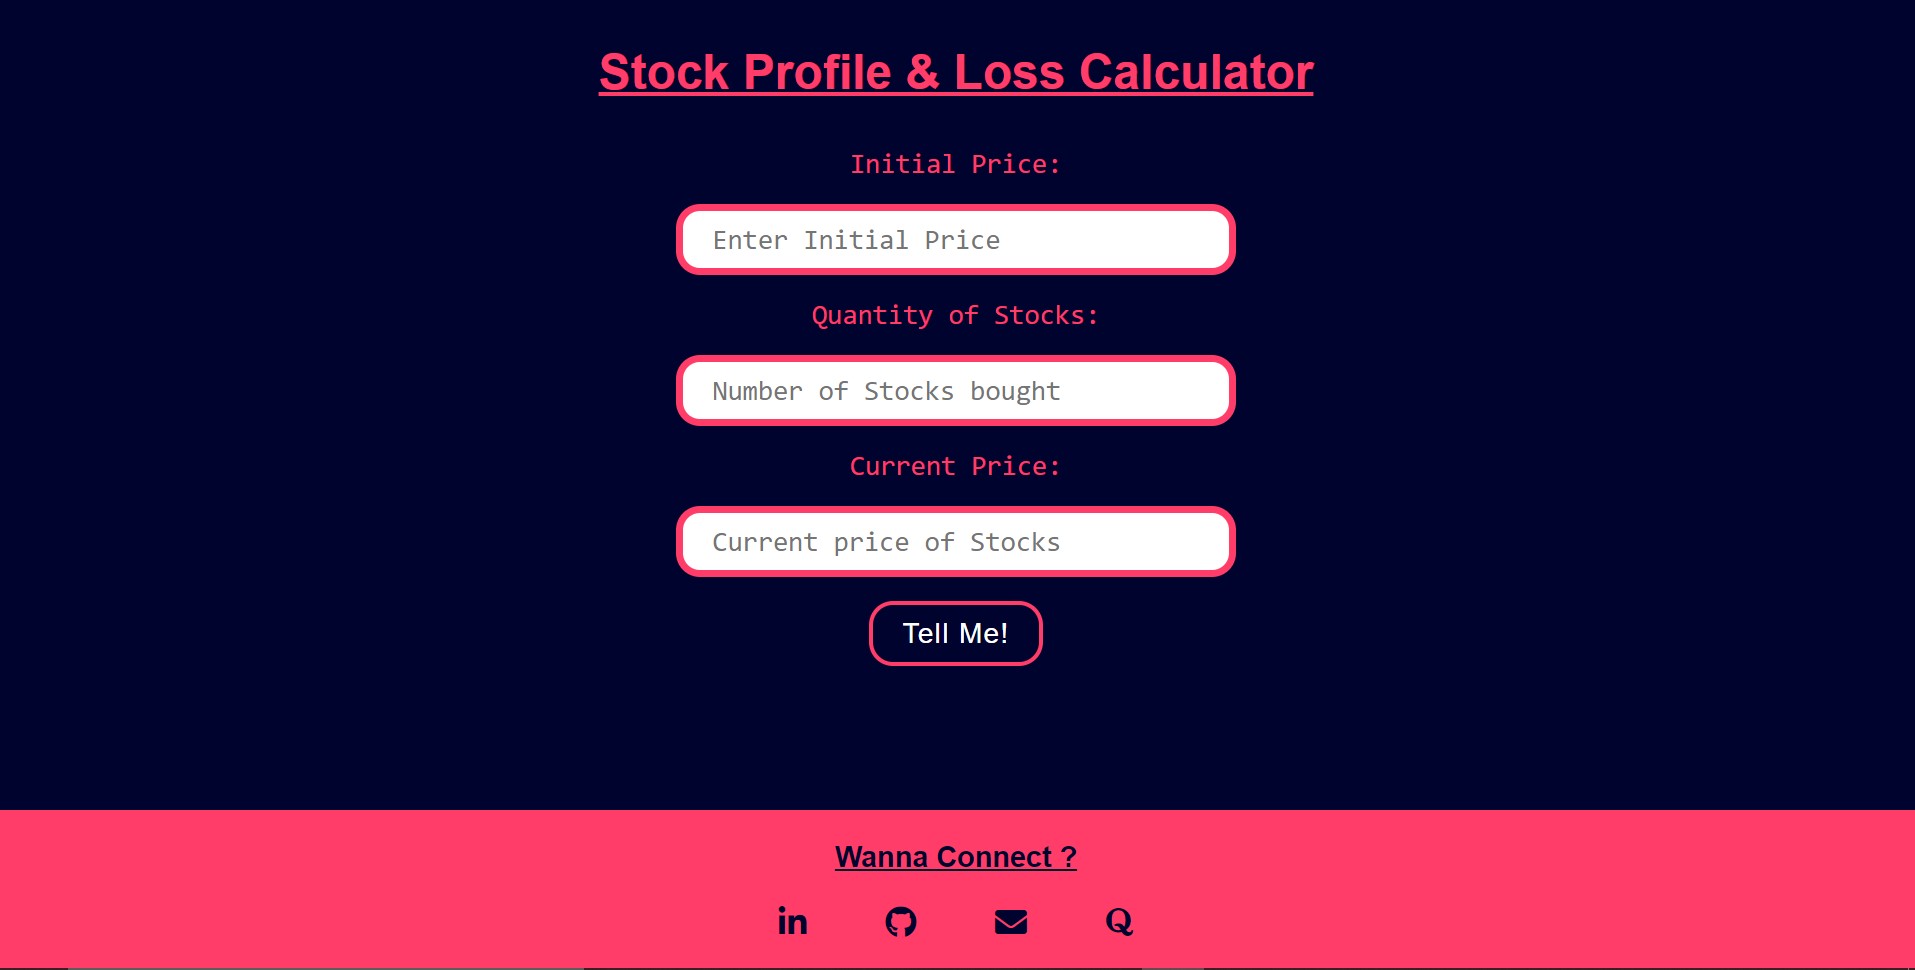 Stock Profile & Loss Calculator
Initial Price:
Enter Initial Price
Quantity of Stocks:
Number of Stocks bought
Current Price:
Current price of Stocks
Tell Me!
Wanna Connect ?
in
Q